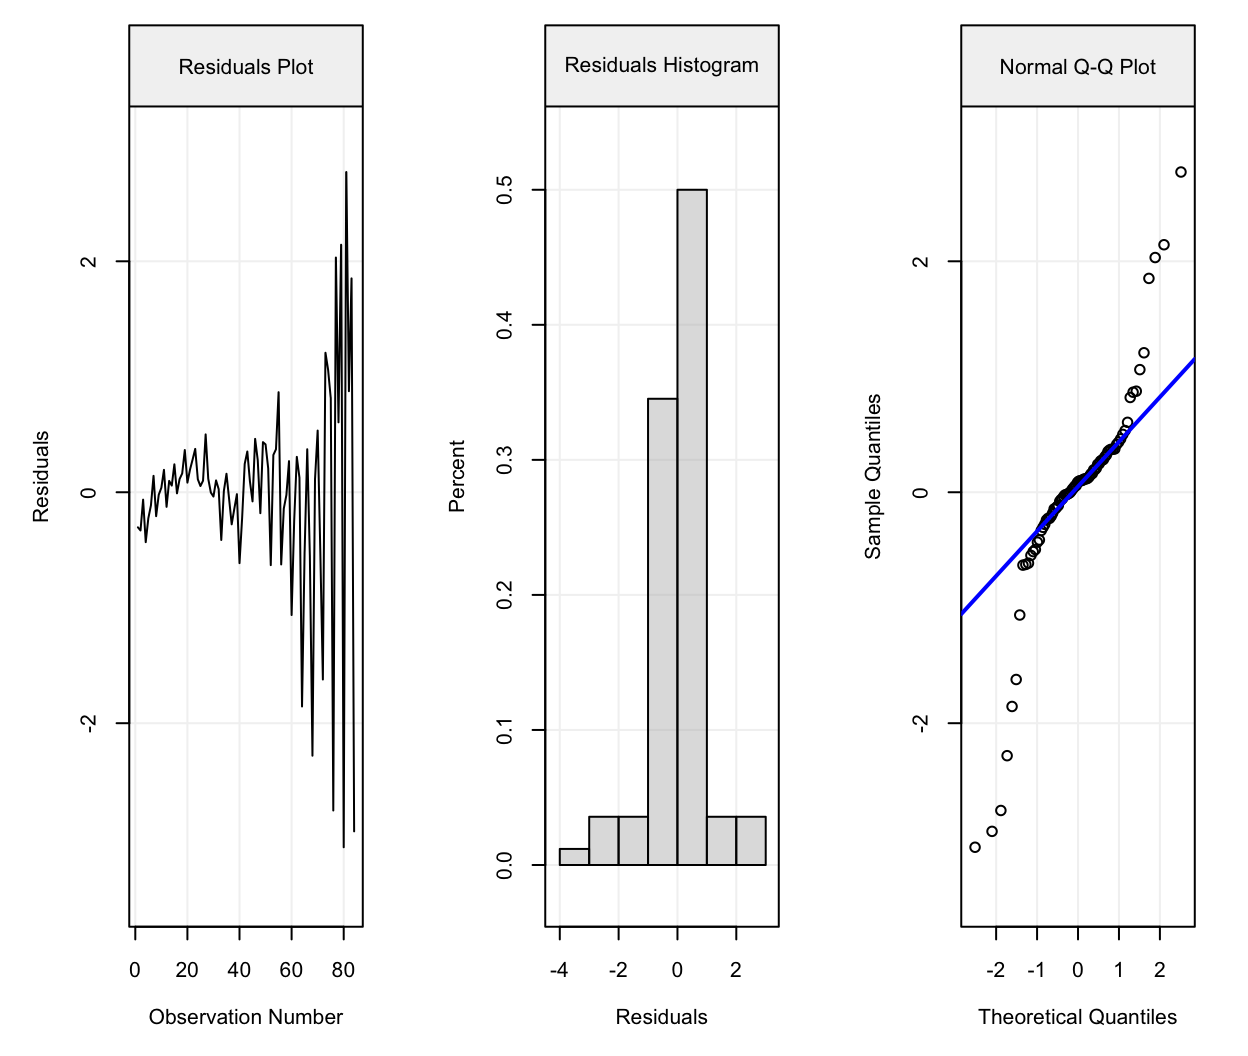 Residuals Plot
Residuals
2
0
-2
0 20 40 60 80
Observation Number
Residuals Histogram
Percent
0.5
0.4
0.3
0.2
0.1
0.0
-4 -2 0 2
Residuals
Normal Q-Q Plot
Sample Quantiles
2
0
-2
-2 -1 0 1 2
Theoretical Quantiles